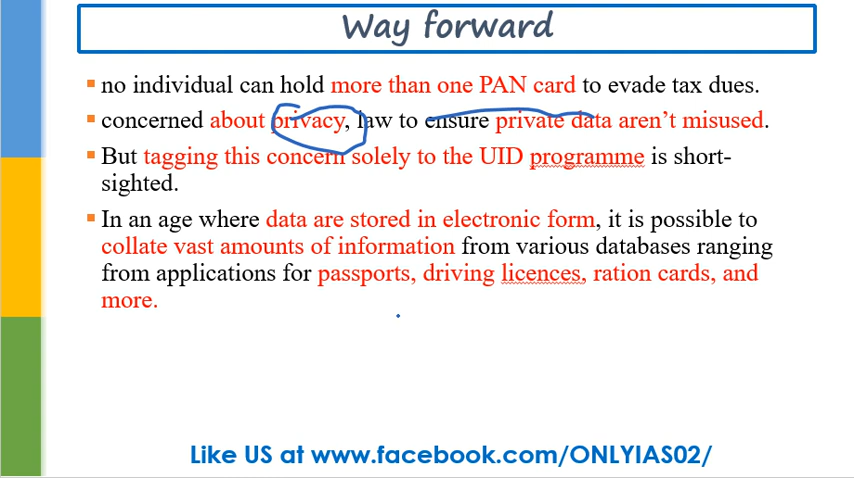 Way forward
▪ no individual can hold more than one PAN card to evade tax dues.
▪ concerned about privacy, law to ensure private data aren't misused.
▪ But tagging this concern solely to the UID programme is short-
sighted.
▪ In an age where data are stored in electronic form, it is possible to
collate vast amounts of information from various databases ranging
from applications for passports, driving licences, ration cards, and
more.
Like US at www.facebook.com/ONLYIAS02/